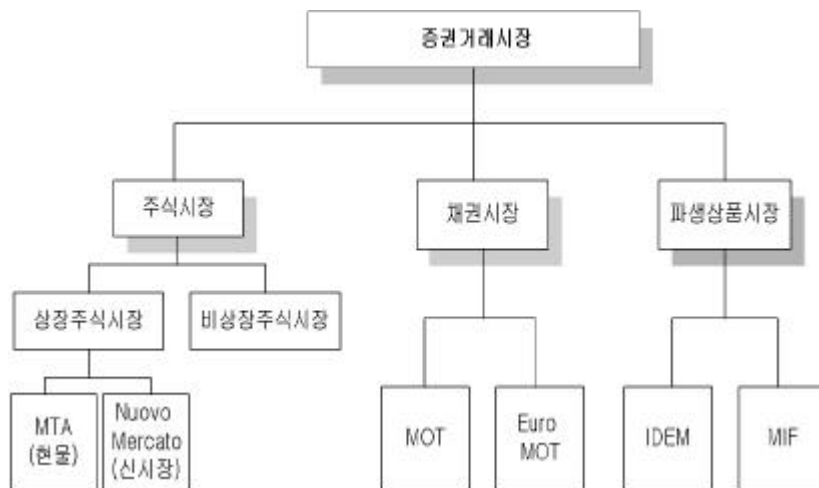 증권거래시장
주식시장
채권시장
파생상품시장
상장주식시장
비상장주식시장
MTA
(현물)
Nuovo
Mercato
(신시장)
MOT
Euro
MOT
IDEM
MIF